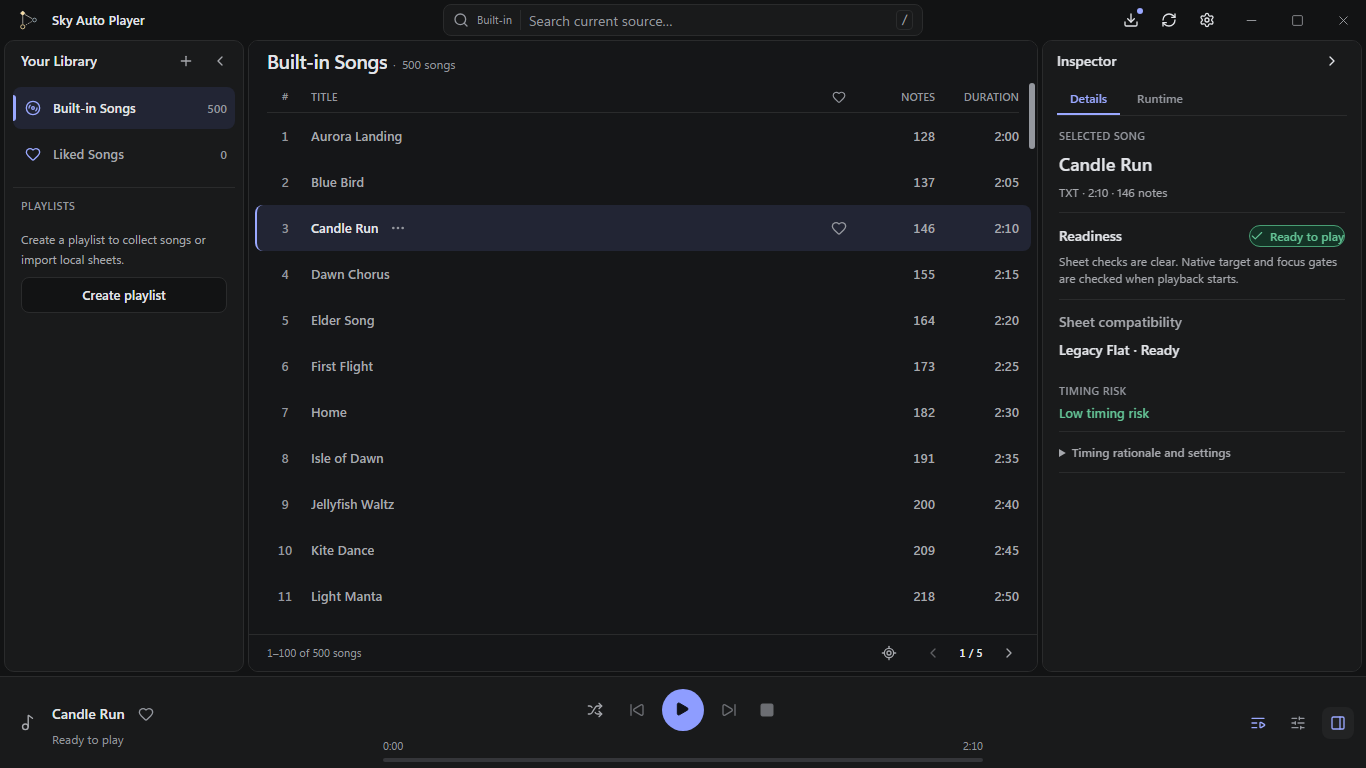 Sky Auto Player
Built-in
Search current source...
/
Your Library
Built-in Songs 500
Liked Songs 0
PLAYLISTS
Create a playlist to collect songs or
import local sheets.
Create playlist
Built-in Songs · 500 songs
# TITLE NOTES DURATION
1 Aurora Landing 128 2:00
2 Blue Bird 137 2:05
3 Candle Run ··· 146 2:10
4 Dawn Chorus 155 2:15
5 Elder Song 164 2:20
6 First Flight 173 2:25
7 Home 182 2:30
8 Isle of Dawn 191 2:35
9 Jellyfish Waltz 200 2:40
10 Kite Dance 209 2:45
11 Light Manta 218 2:50
1–100 of 500 songs
1 / 5
Inspector
Details Runtime
SELECTED SONG
Candle Run
TXT · 2:10 · 146 notes
Readiness
Ready to play
Sheet checks are clear. Native target and focus gates
are checked when playback starts.
Sheet compatibility
Legacy Flat · Ready
TIMING RISK
Low timing risk
Timing rationale and settings
Candle Run
Ready to play
0:00
2:10